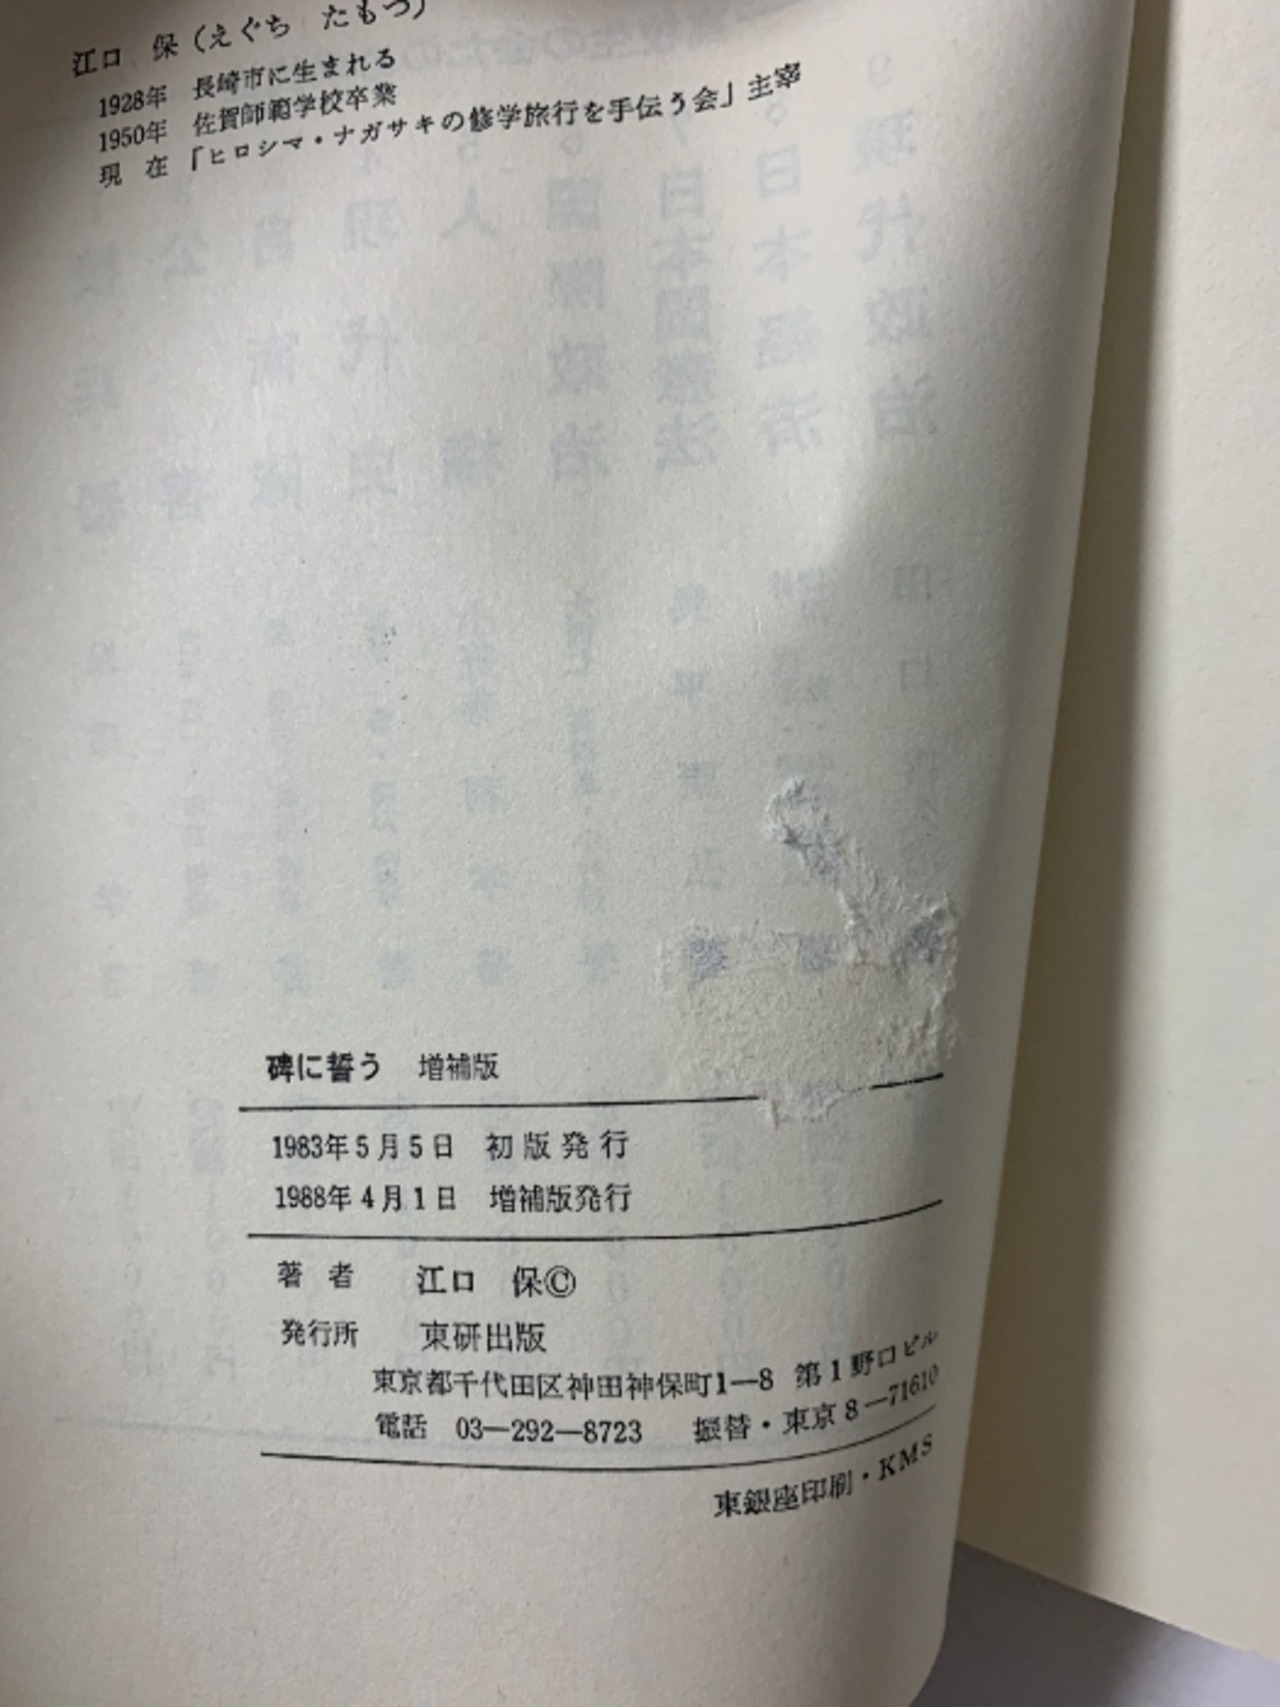 江口　保（えぐち　たもつ）
1928年　長崎市に生まれる
1950年　佐賀師範学校卒業
現　在　「ヒロシマ・ナガサキの修学旅行を手伝う会」主宰
碑に誓う　増補版
1983年5月5日　初版発行
1988年4月1日　増補版発行
著　者　江口　保©
発行所　東研出版
東京都千代田区神田神保町1—8　第1野口ビル
電話　03—292—8723　振替・東京8—71610
東銀座印刷・KMS